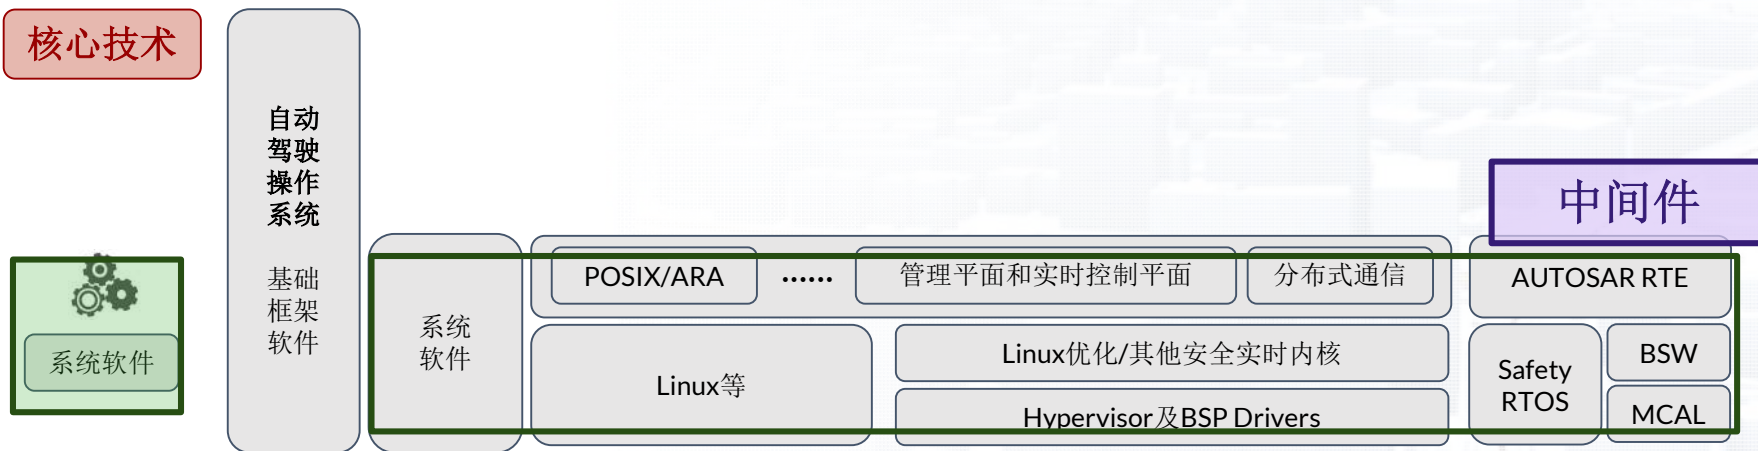 核心技术
自动
驾驶
操作
系统
基础
框架
软件
中间件
系统软件
系统
软件
POSIX/ARA
......
管理平面和实时控制平面
分布式通信
AUTOSAR RTE
Linux等
Linux优化/其他安全实时内核
Hypervisor及BSP Drivers
Safety
RTOS
BSW
MCAL